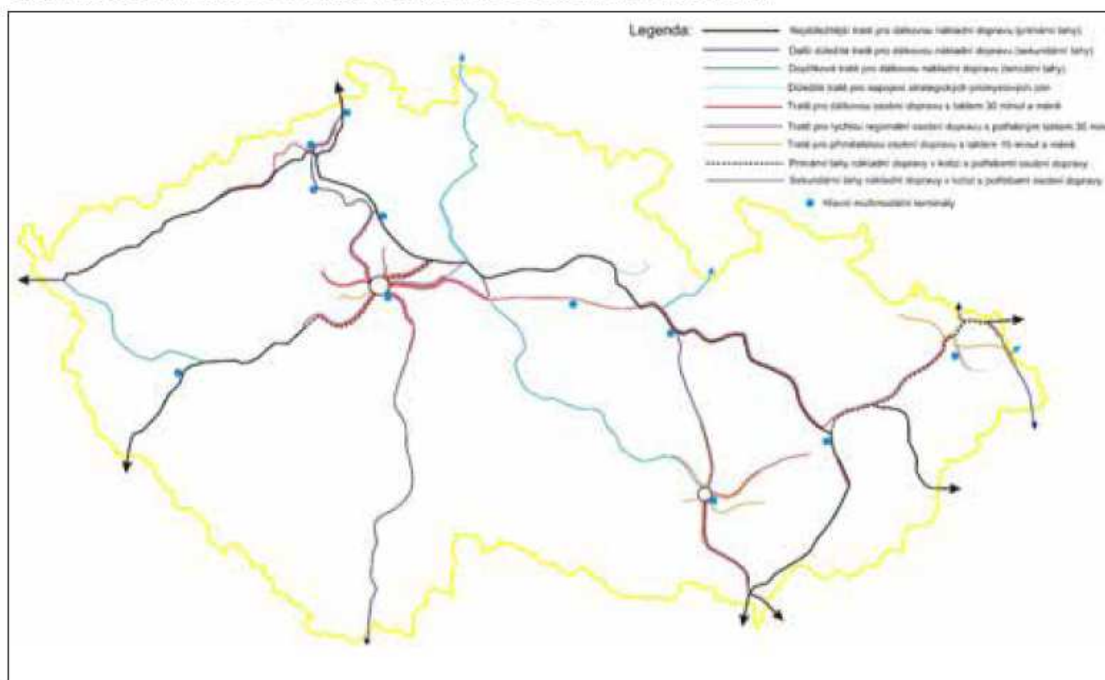 Legenda:
Nejdůležitější tratě pro dálkovou nákladní dopravu (primární tahy)
Další důležité tratě pro dálkovou nákladní dopravu (sekundární tahy)
Doplňkové tratě pro dálkovou nákladní dopravu (terciální tahy)
Důležité tratě pro napojení strategických průmyslových zón
Tratě pro dálkovou osobní dopravu s taktem 30 minut a méně
Tratě pro rychlou regionální osobní dopravu s potřebným taktem 30 min
Tratě pro příměstskou osobní dopravu s taktem 15 minut a méně
Primární tahy nákladní dopravy v kolizi s potřebami osobní dopravy
Sekundární tahy nákladní dopravy v kolizi s potřebami osobní dopravy
Hlavní multimodální terminály